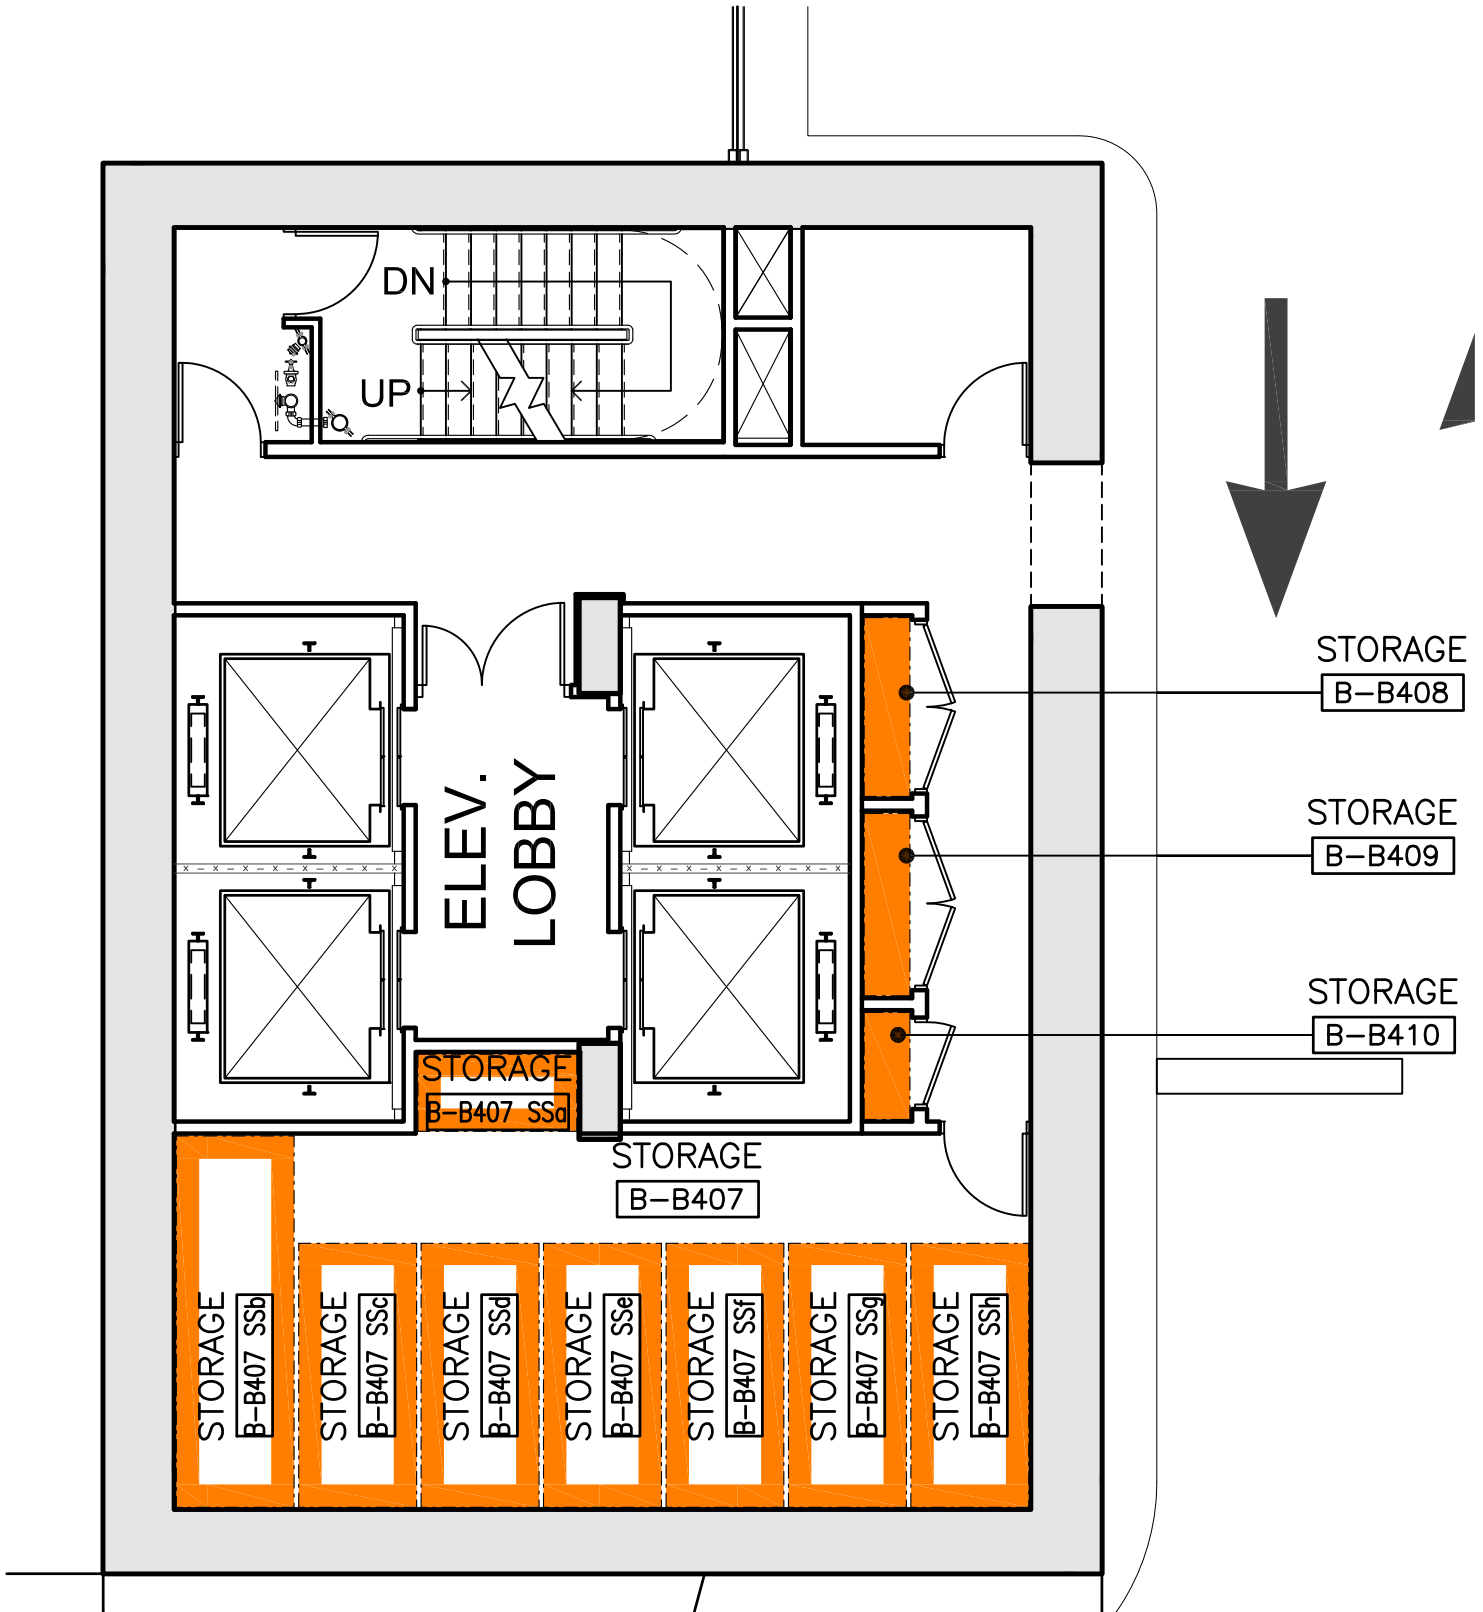 DN
UP
STORAGE
B-B408
ELEV.
LOBBY
STORAGE
B-B409
STORAGE
B-B410
STORAGE
B-B407 SSa
STORAGE
B-B407
STORAGE
B-B407 SSb
STORAGE
B-B407 SSc
STORAGE
B-B407 SSd
STORAGE
B-B407 SSe
STORAGE
B-B407 SSf
STORAGE
B-B407 SSg
STORAGE
B-B407 SSh